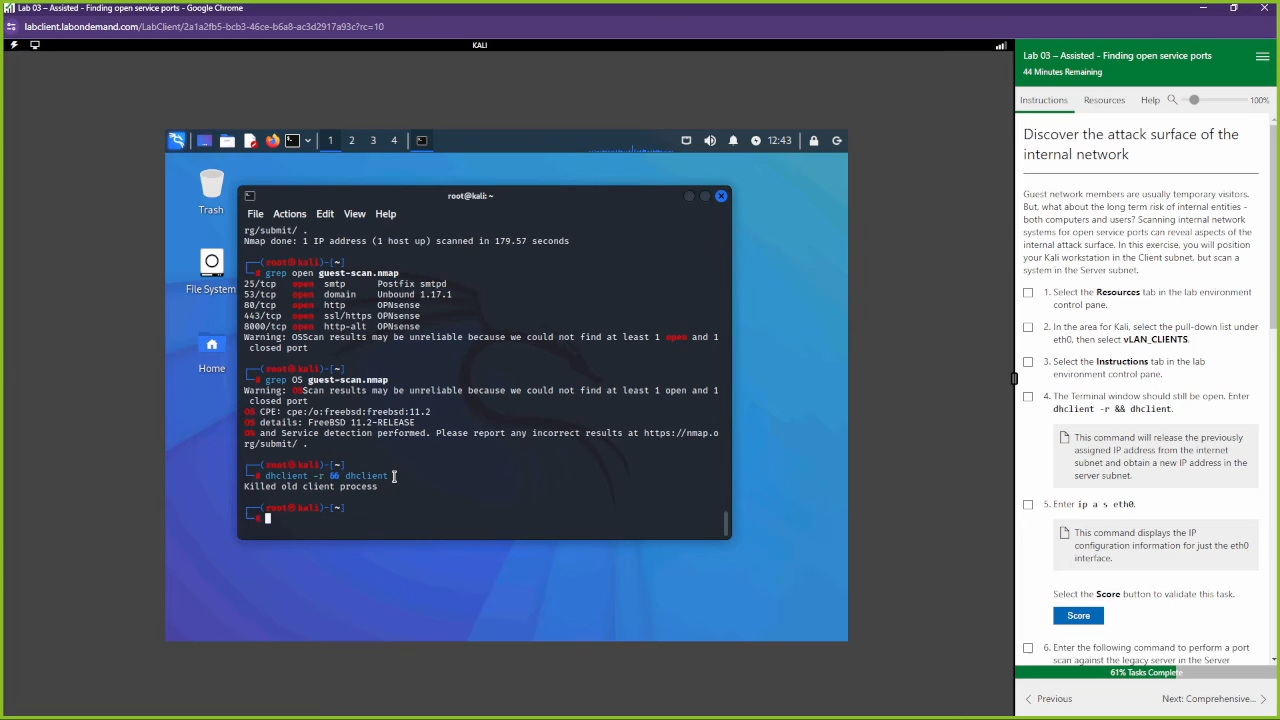 Lab 03 – Assisted - Finding open service ports - Google Chrome
labclient.labondemand.com/LabClient/2a1a2fb5-bcb3-46ce-b6a8-ac3d2917a93c?rc=10
KALI
1 2 3 4
12:43
Trash
File System
Home
root@kali: ~
File Actions Edit View Help
rg/submit/ .
Nmap done: 1 IP address (1 host up) scanned in 179.57 seconds
┌──(root㉿kali)-[~]
└─# grep open guest-scan.nmap
25/tcp open smtp Postfix smtpd
53/tcp open domain Unbound 1.17.1
80/tcp open http OPNsense
443/tcp open ssl/https OPNsense
8000/tcp open http-alt OPNsense
Warning: OSScan results may be unreliable because we could not find at least 1 open and 1
closed port
┌──(root㉿kali)-[~]
└─# grep OS guest-scan.nmap
Warning: OSScan results may be unreliable because we could not find at least 1 open and 1
closed port
OS CPE: cpe:/o:freebsd:freebsd:11.2
OS details: FreeBSD 11.2-RELEASE
OS and Service detection performed. Please report any incorrect results at https://nmap.o
rg/submit/ .
┌──(root㉿kali)-[~]
└─# dhclient -r && dhclient
Killed old client process
┌──(root㉿kali)-[~]
└─#
Lab 03 – Assisted - Finding open service ports
44 Minutes Remaining
Instructions Resources Help 100%
Discover the attack surface of the
internal network
Guest network members are usually temporary visitors.
But, what about the long term risk of internal entities -
both computers and users? Scanning internal network
systems for open service ports can reveal aspects of the
internal attack surface. In this exercise, you will position
your Kali workstation in the Client subnet, but scan a
system in the Server subnet.
1. Select the Resources tab in the lab environment
control pane.
2. In the area for Kali, select the pull-down list under
eth0, then select vLAN_CLIENTS.
3. Select the Instructions tab in the lab
environment control pane.
4. The Terminal window should still be open. Enter
dhclient -r && dhclient.
This command will release the previously
assigned IP address from the internet
subnet and obtain a new IP address in the
server subnet.
5. Enter ip a s eth0.
This command displays the IP
configuration information for just the eth0
interface.
Select the Score button to validate this task.
Score
6. Enter the following command to perform a port
scan against the legacy server in the Server
61% Tasks Complete
Previous
Next: Comprehensive...